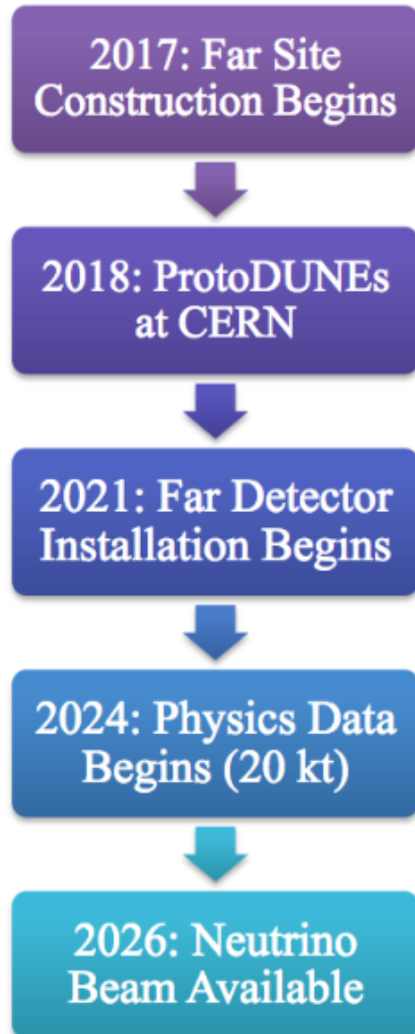 2017: Far Site
Construction Begins
2018: ProtoDUNEs
at CERN
2021: Far Detector
Installation Begins
2024: Physics Data
Begins (20 kt)
2026: Neutrino
Beam Available